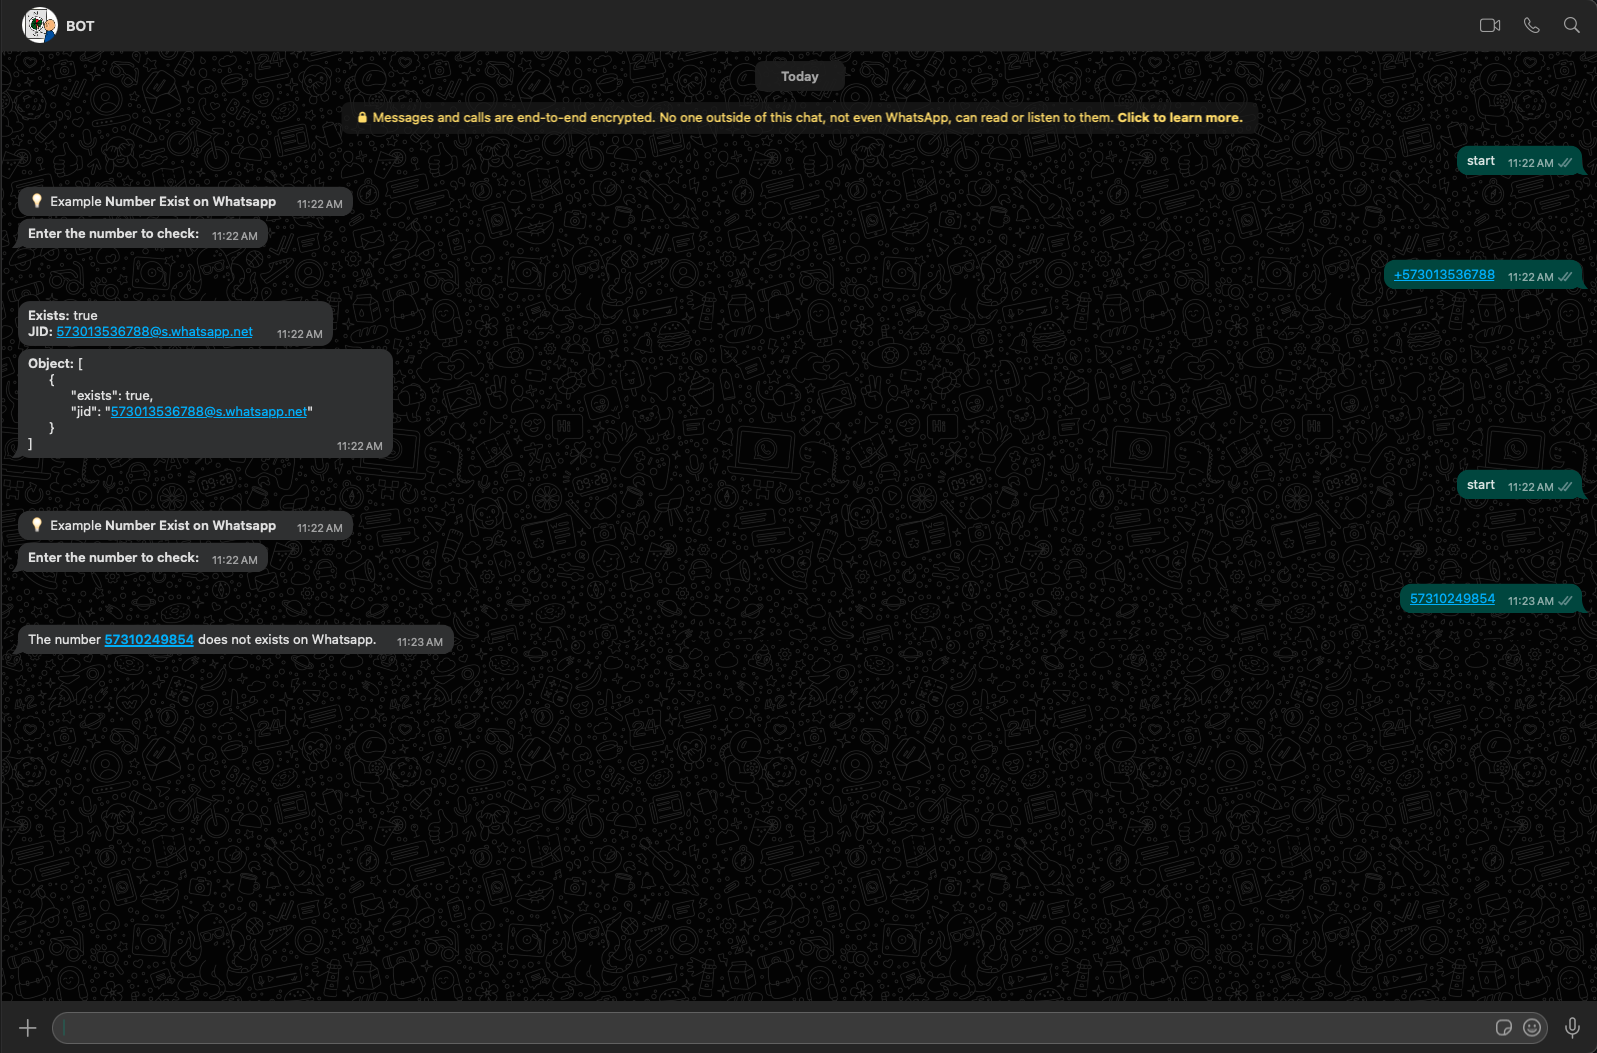 BOT
Today
Messages and calls are end-to-end encrypted. No one outside of this chat, not even WhatsApp, can read or listen to them. Click to learn more.
start 11:22 AM
Example Number Exist on Whatsapp 11:22 AM
Enter the number to check: 11:22 AM
+573013536788 11:22 AM
Exists: true
JID: 573013536788@s.whatsapp.net 11:22 AM
Object: [
{
"exists": true,
"jid": "573013536788@s.whatsapp.net"
}
] 11:22 AM
start 11:22 AM
Example Number Exist on Whatsapp 11:22 AM
Enter the number to check: 11:22 AM
57310249854 11:23 AM
The number 57310249854 does not exists on Whatsapp. 11:23 AM